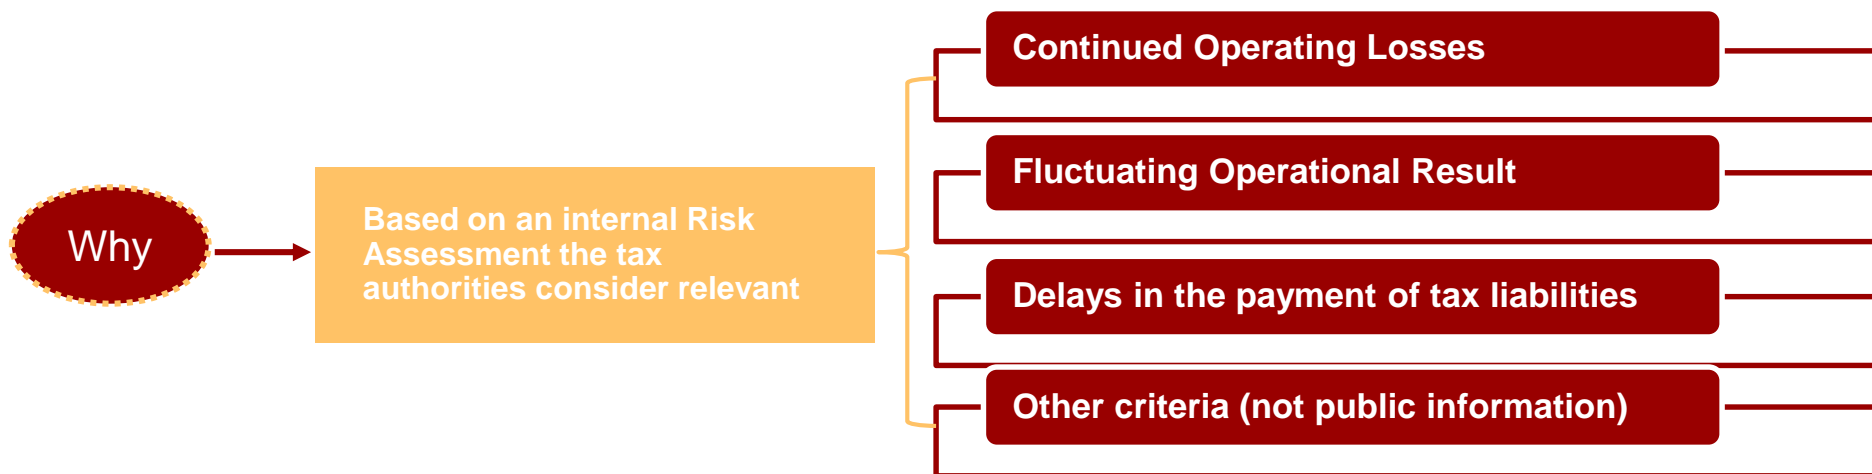 Why
Based on an internal Risk
Assessment the tax
authorities consider relevant
Continued Operating Losses
Fluctuating Operational Result
Delays in the payment of tax liabilities
Other criteria (not public information)